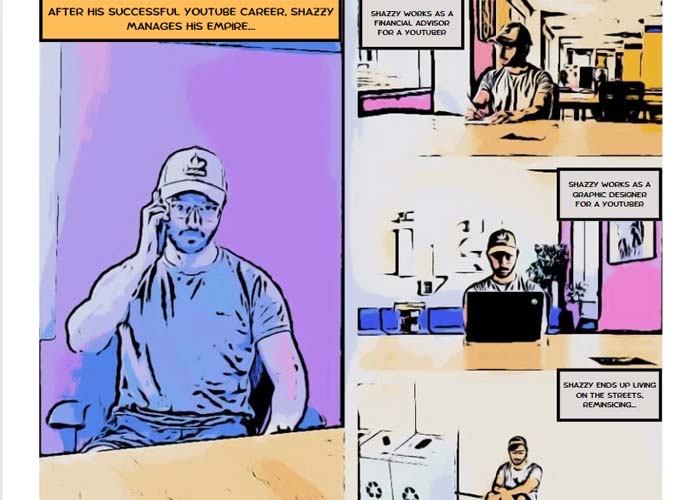 AFTER HIS SUCCESSFUL YOUTUBE CAREER, SHAZZY
MANAGES HIS EMPIRE...
SHAZZY WORKS AS A
FINANCIAL ADVISOR
FOR A YOUTUBER
SHAZZY WORKS AS A
GRAPHIC DESIGNER
FOR A YOUTUBER
SHAZZY ENDS UP LIVING
ON THE STREETS,
REMINSICING...